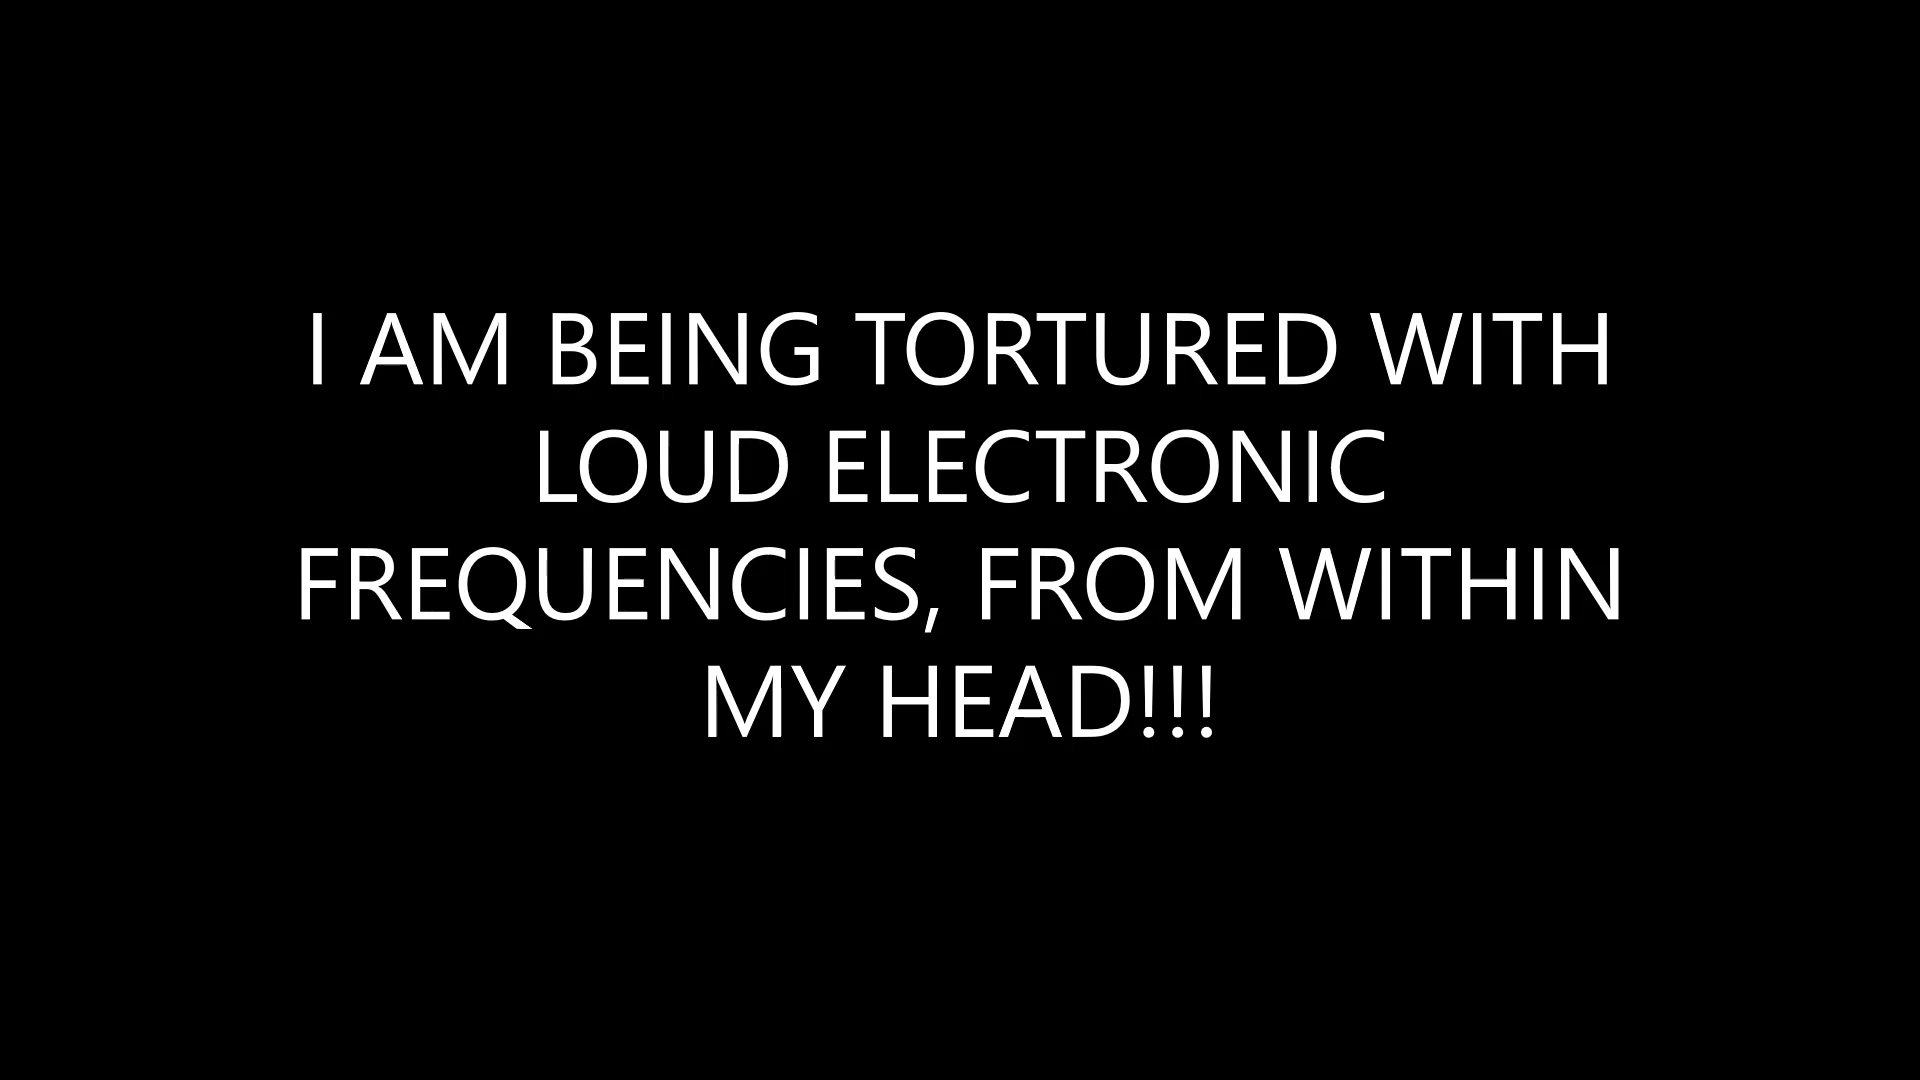 I AM BEING TORTURED WITH
LOUD ELECTRONIC
FREQUENCIES, FROM WITHIN
MY HEAD!!!